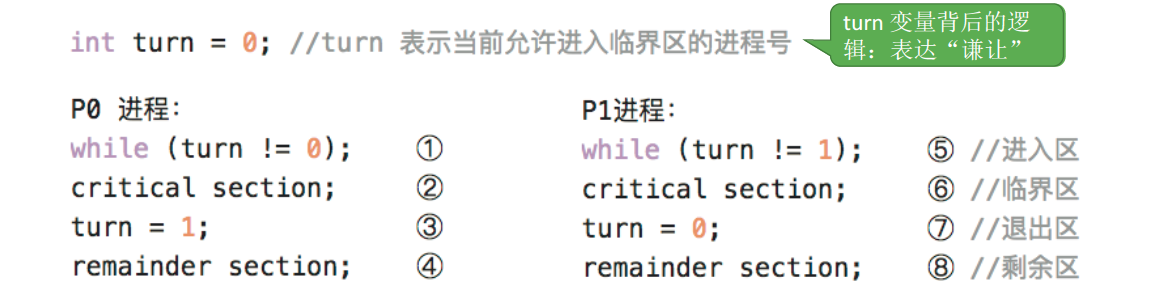 int turn = 0; //turn 表示当前允许进入临界区的进程号
turn 变量背后的逻
辑：表达“谦让”
P0 进程:
while (turn != 0); ①
critical section; ②
turn = 1; ③
remainder section; ④
P1进程:
while (turn != 1); ⑤ //进入区
critical section; ⑥ //临界区
turn = 0; ⑦ //退出区
remainder section; ⑧ //剩余区